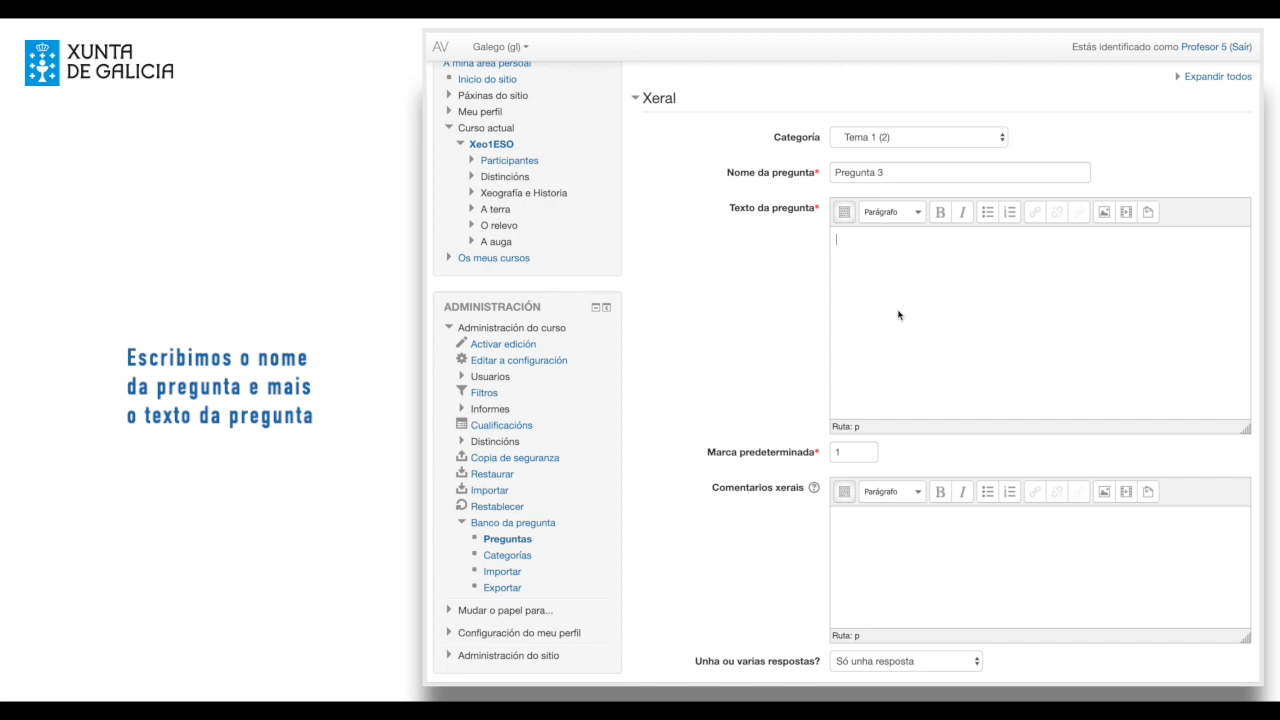 XUNTA
DE GALICIA
Escribimos o nome
da pregunta e mais
o texto da pregunta
AV Galego (gl)
Estás identificado como Profesor 5 (Saír)
A miña área persoal
Inicio do sitio
Páxinas do sitio
Meu perfil
Curso actual
Xeo1ESO
Participantes
Distincións
Xeografía e Historia
A terra
O relevo
A auga
Os meus cursos
ADMINISTRACIÓN
Administración do curso
Activar edición
Editar a configuración
Usuarios
Filtros
Informes
Cualificacións
Distincións
Copia de seguranza
Restaurar
Importar
Restablecer
Banco da pregunta
Preguntas
Categorías
Importar
Exportar
Mudar o papel para...
Configuración do meu perfil
Administración do sitio
Expandir todos
Xeral
Categoría Tema 1 (2)
Nome da pregunta* Pregunta 3
Texto da pregunta* Parágrafo B I
Ruta: p
Marca predeterminada* 1
Comentarios xerais Parágrafo B I
Ruta: p
Unha ou varias respostas? Só unha resposta